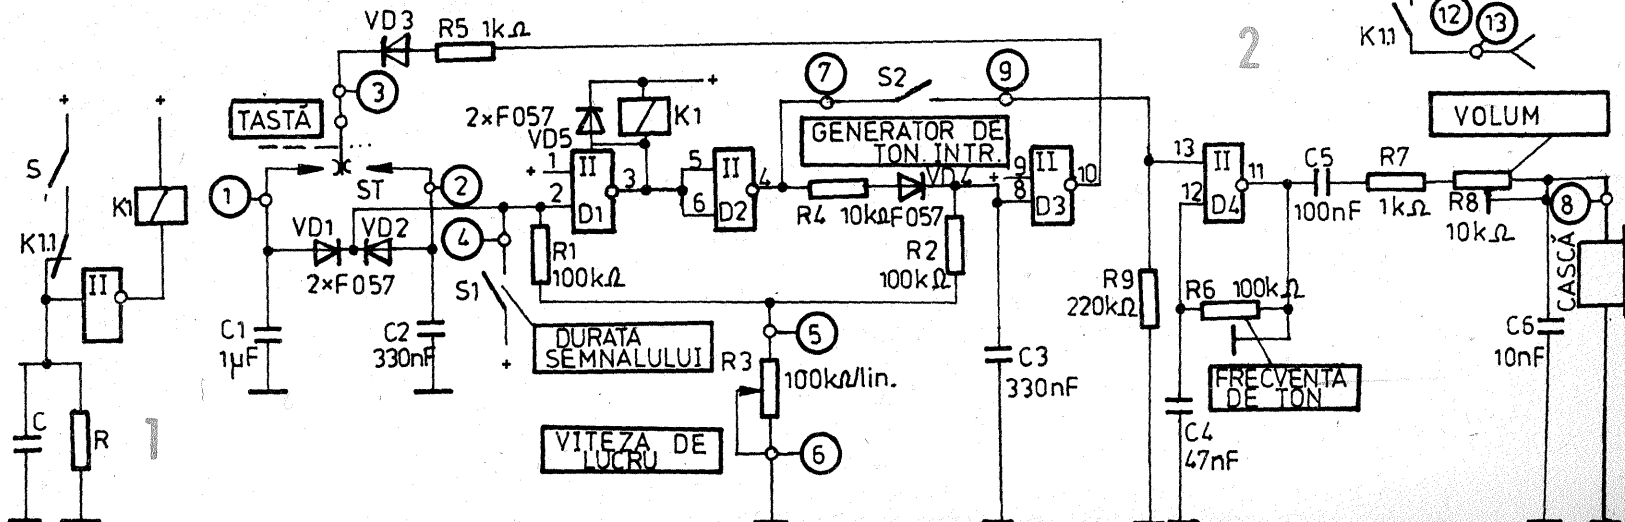 +
+
S
K1
K1.1
II
C
R
1
VD3
R5 1kΩ
3
TASTĂ
ST
1
2
VD1
VD2
2×F057
4
S1
C1
1μF
C2
330nF
+
2×F057
VD5
K1
+
+
1
2
II
D1
3
5
6
II
D2
4
R1
100kΩ
DURATA
SEMNALULUI
7
S2
9
GENERATOR DE
TON. INTR.
R4
10kΩ
F057
VD4
+
9
8
II
D3
10
R2
100kΩ
5
R3
100kΩ/lin.
6
VITEZA DE
LUCRU
C3
330nF
2
K1.1
12
13
VOLUM
13
12
II
D4
11
C5
100nF
R7
1kΩ
R8
10kΩ
8
CASCĂ
R9
220kΩ
R6
100kΩ
FRECVENTA
DE TON
C4
47nF
C6
10nF